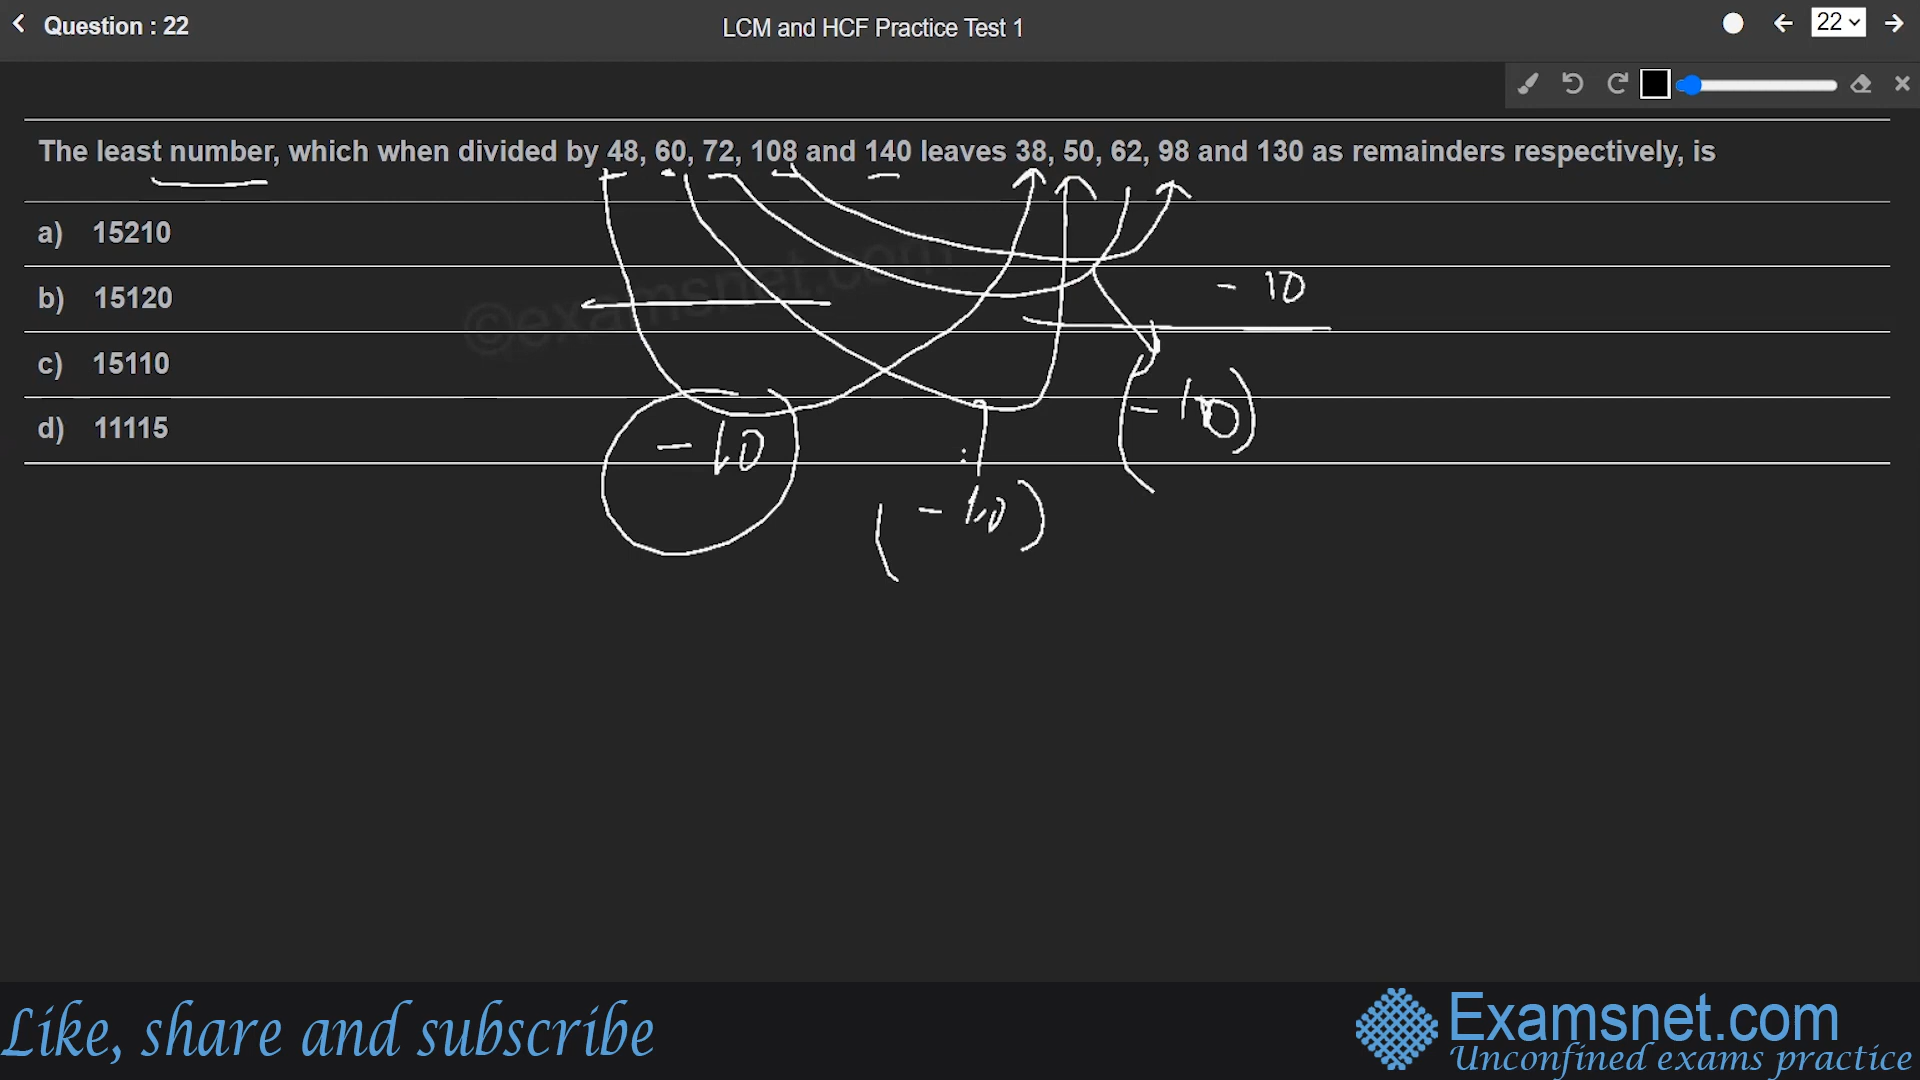 Question : 22
LCM and HCF Practice Test 1
22
The least number, which when divided by 48, 60, 72, 108 and 140 leaves 38, 50, 62, 98 and 130 as remainders respectively, is
a) 15210
b) 15120
c) 15110
d) 11115
©examsnet.com
- 10
- 10
- 10
- 10
Like, share and subscribe
Examsnet.com
Unconfined exams practice